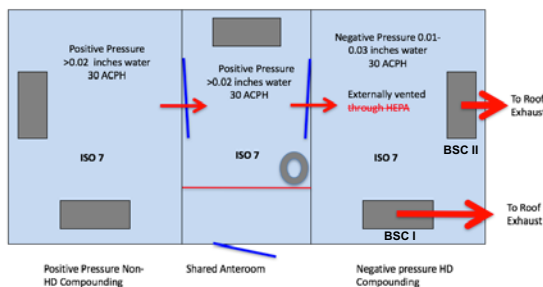 Positive Pressure
>0.02 inches water
30 ACPH
ISO 7
Positive Pressure
>0.02 inches water
30 ACPH
ISO 7
Negative Pressure 0.01-
0.03 inches water
30 ACPH
Externally vented
through HEPA
ISO 7
BSC II
BSC I
To Roof
Exhaust
To Roof
Exhaust
Positive Pressure Non-
HD Compounding
Shared Anteroom
Negative pressure HD
Compounding